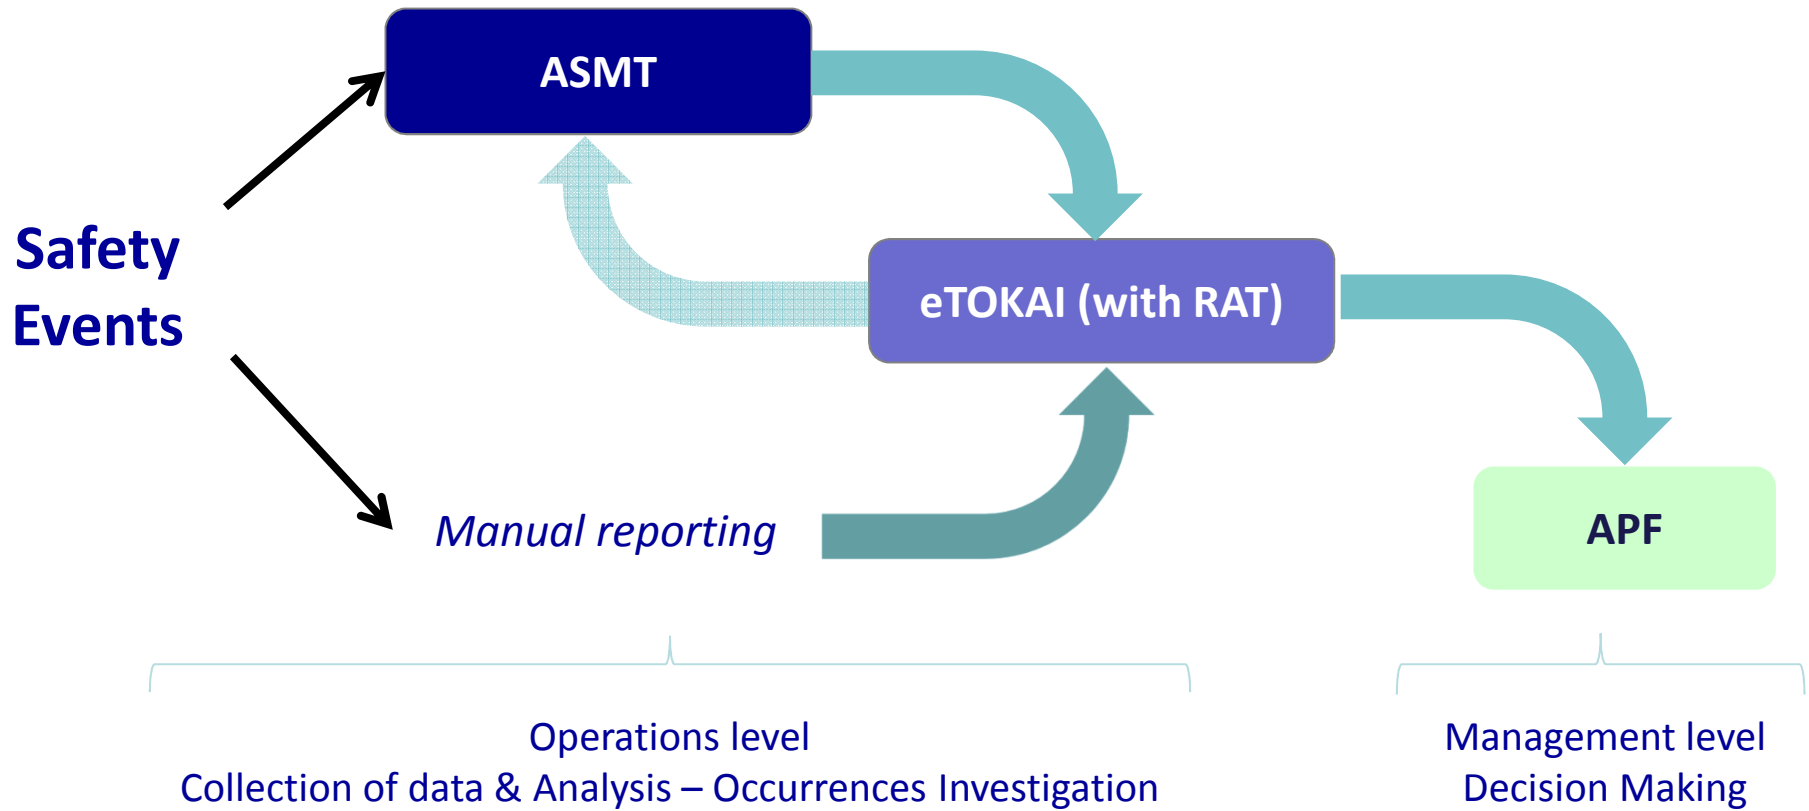 ASMT
Safety
Events
eTOKAI (with RAT)
Manual reporting
APF
Operations level
Collection of data & Analysis – Occurrences Investigation
Management level
Decision Making